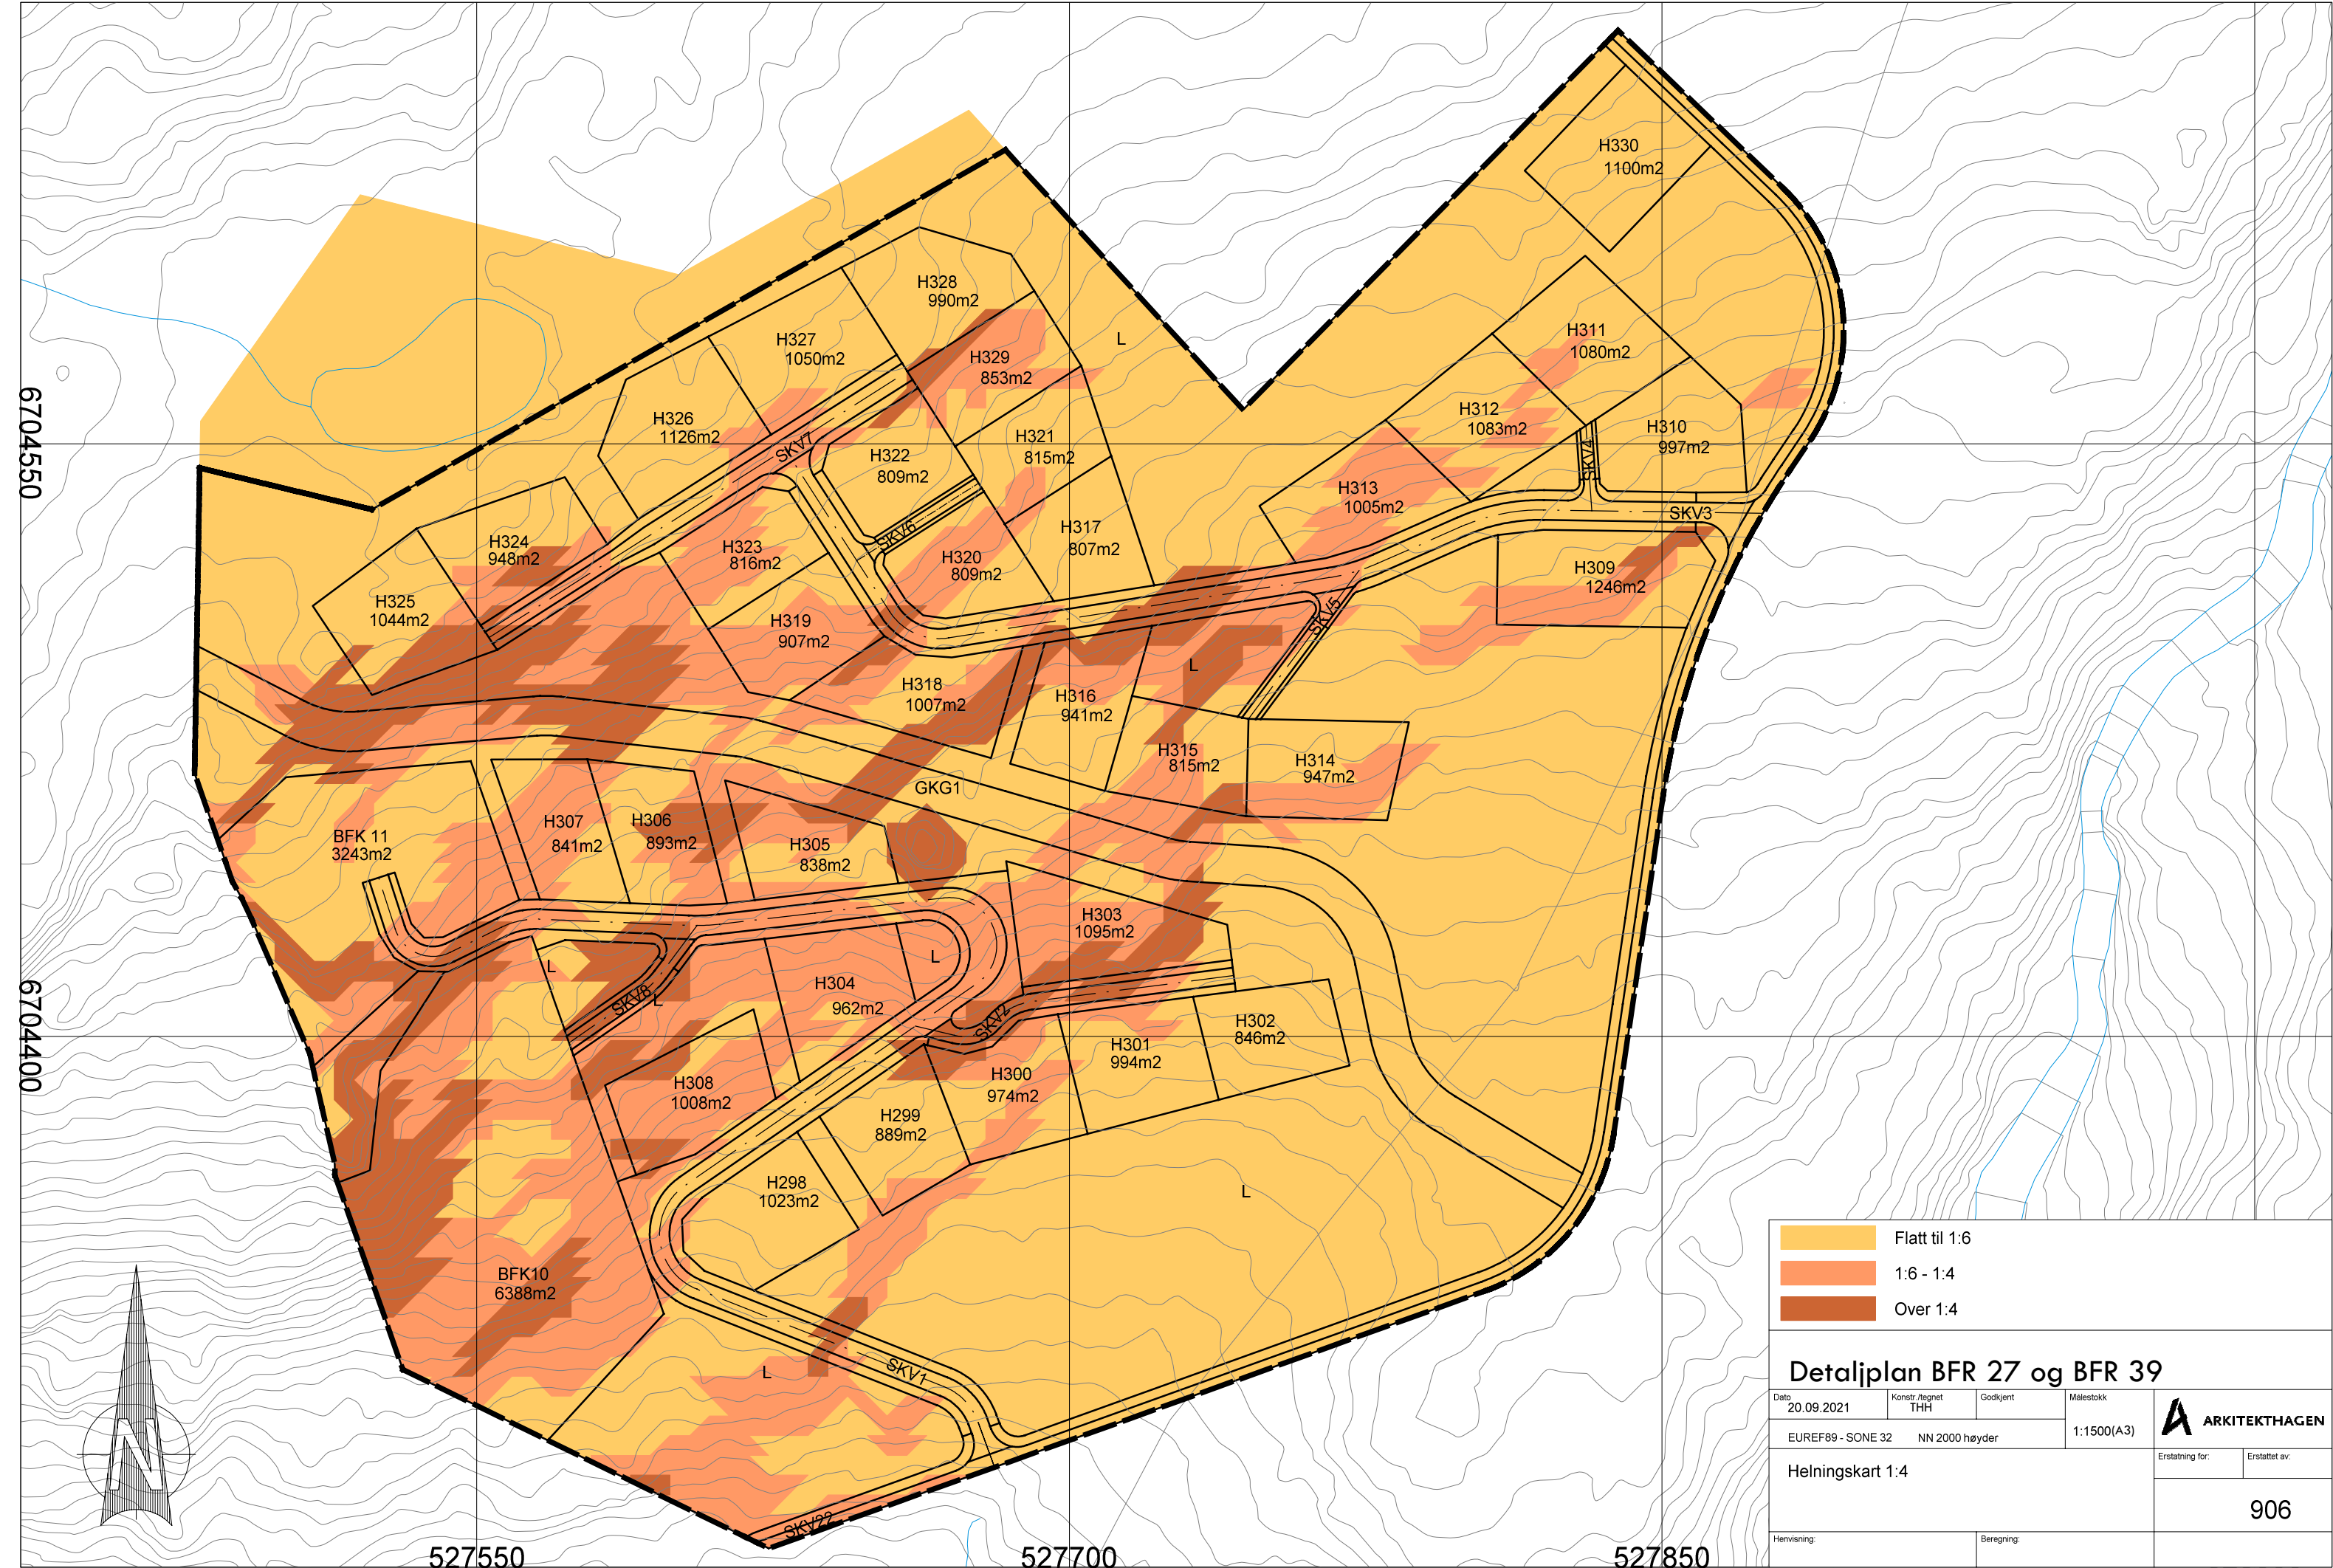 H330
1100m2
H328
990m2
H311
1080m2
H327
1050m2
L
H329
853m2
H326
1126m2
H312
1083m2
H310
997m2
6704550
SKV7
H321
815m2
H322
809m2
SKV4
H313
1005m2
SKV3
H324
948m2
H323
816m2
SKV6
H317
807m2
H320
809m2
H309
1246m2
H325
1044m2
H319
907m2
SKV5
L
H318
1007m2
H316
941m2
H315
815m2
H314
947m2
GKG1
BFK 11
3243m2
H307
841m2
H306
893m2
H305
838m2
H303
1095m2
L
L
H304
962m2
SKV8
L
6704400
SKV2
H302
846m2
H301
994m2
H308
1008m2
H300
974m2
H299
889m2
H298
1023m2
L
BFK10
6388m2
SKV1
L
SKV22
527550
527700
527850
N
Flatt til 1:6
1:6 - 1:4
Over 1:4
Detaljplan BFR 27 og BFR 39
Dato
20.09.2021
Konstr./tegnet
THH
Godkjent
Målestokk
1:1500(A3)
ARKITEKTHAGEN
EUREF89 - SONE 32
NN 2000 høyder
Helningskart 1:4
Erstatning for:
Erstattet av:
906
Henvisning:
Beregning: